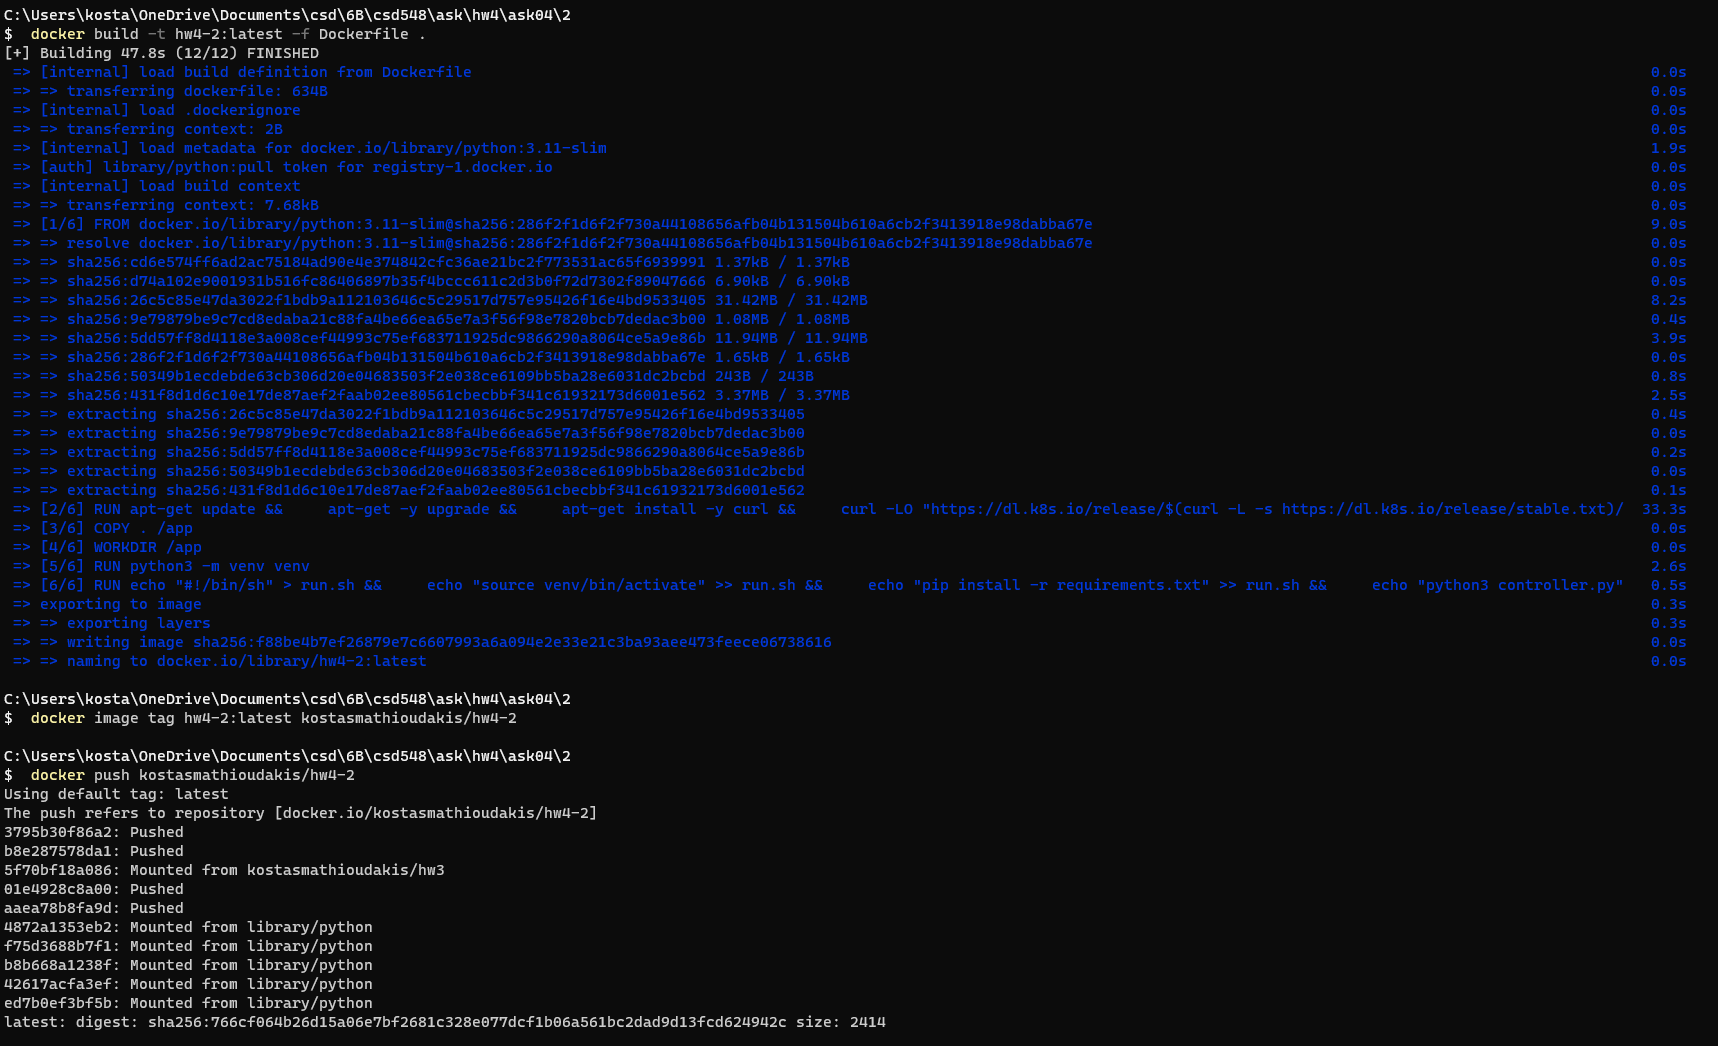 C:\Users\kosta\OneDrive\Documents\csd\6B\csd548\ask\hw4\ask04\2
$  docker build -t hw4-2:latest -f Dockerfile .
[+] Building 47.8s (12/12) FINISHED
=> [internal] load build definition from Dockerfile 0.0s
=> => transferring dockerfile: 634B 0.0s
=> [internal] load .dockerignore 0.0s
=> => transferring context: 2B 0.0s
=> [internal] load metadata for docker.io/library/python:3.11-slim 1.9s
=> [auth] library/python:pull token for registry-1.docker.io 0.0s
=> [internal] load build context 0.0s
=> => transferring context: 7.68kB 0.0s
=> [1/6] FROM docker.io/library/python:3.11-slim@sha256:286f2f1d6f2f730a44108656afb04b131504b610a6cb2f3413918e98dabba67e 9.0s
=> => resolve docker.io/library/python:3.11-slim@sha256:286f2f1d6f2f730a44108656afb04b131504b610a6cb2f3413918e98dabba67e 0.0s
=> => sha256:cd6e574ff6ad2ac75184ad90e4e374842cfc36ae21bc2f773531ac65f6939991 1.37kB / 1.37kB 0.0s
=> => sha256:d74a102e9001931b516fc86406897b35f4bccc611c2d3b0f72d7302f89047666 6.90kB / 6.90kB 0.0s
=> => sha256:26c5c85e47da3022f1bdb9a112103646c5c29517d757e95426f16e4bd9533405 31.42MB / 31.42MB 8.2s
=> => sha256:9e79879be9c7cd8edaba21c88fa4be66ea65e7a3f56f98e7820bcb7dedac3b00 1.08MB / 1.08MB 0.4s
=> => sha256:5dd57ff8d4118e3a008cef44993c75ef683711925dc9866290a8064ce5a9e86b 11.94MB / 11.94MB 3.9s
=> => sha256:286f2f1d6f2f730a44108656afb04b131504b610a6cb2f3413918e98dabba67e 1.65kB / 1.65kB 0.0s
=> => sha256:50349b1ecdebde63cb306d20e04683503f2e038ce6109bb5ba28e6031dc2bcbd 243B / 243B 0.8s
=> => sha256:431f8d1d6c10e17de87aef2faab02ee80561cbecbbf341c61932173d6001e562 3.37MB / 3.37MB 2.5s
=> => extracting sha256:26c5c85e47da3022f1bdb9a112103646c5c29517d757e95426f16e4bd9533405 0.4s
=> => extracting sha256:9e79879be9c7cd8edaba21c88fa4be66ea65e7a3f56f98e7820bcb7dedac3b00 0.0s
=> => extracting sha256:5dd57ff8d4118e3a008cef44993c75ef683711925dc9866290a8064ce5a9e86b 0.2s
=> => extracting sha256:50349b1ecdebde63cb306d20e04683503f2e038ce6109bb5ba28e6031dc2bcbd 0.0s
=> => extracting sha256:431f8d1d6c10e17de87aef2faab02ee80561cbecbbf341c61932173d6001e562 0.1s
=> [2/6] RUN apt-get update &&     apt-get -y upgrade &&     apt-get install -y curl &&     curl -LO "https://dl.k8s.io/release/$(curl -L -s https://dl.k8s.io/release/stable.txt)/ 33.3s
=> [3/6] COPY . /app 0.0s
=> [4/6] WORKDIR /app 0.0s
=> [5/6] RUN python3 -m venv venv 2.6s
=> [6/6] RUN echo "#!/bin/sh" > run.sh &&     echo "source venv/bin/activate" >> run.sh &&     echo "pip install -r requirements.txt" >> run.sh &&     echo "python3 controller.py" 0.5s
=> exporting to image 0.3s
=> => exporting layers 0.3s
=> => writing image sha256:f88be4b7ef26879e7c6607993a6a094e2e33e21c3ba93aee473feece06738616 0.0s
=> => naming to docker.io/library/hw4-2:latest 0.0s
C:\Users\kosta\OneDrive\Documents\csd\6B\csd548\ask\hw4\ask04\2
$  docker image tag hw4-2:latest kostasmathioudakis/hw4-2
C:\Users\kosta\OneDrive\Documents\csd\6B\csd548\ask\hw4\ask04\2
$  docker push kostasmathioudakis/hw4-2
Using default tag: latest
The push refers to repository [docker.io/kostasmathioudakis/hw4-2]
3795b30f86a2: Pushed
b8e287578da1: Pushed
5f70bf18a086: Mounted from kostasmathioudakis/hw3
01e4928c8a00: Pushed
aaea78b8fa9d: Pushed
4872a1353eb2: Mounted from library/python
f75d3688b7f1: Mounted from library/python
b8b668a1238f: Mounted from library/python
42617acfa3ef: Mounted from library/python
ed7b0ef3bf5b: Mounted from library/python
latest: digest: sha256:766cf064b26d15a06e7bf2681c328e077dcf1b06a561bc2dad9d13fcd624942c size: 2414